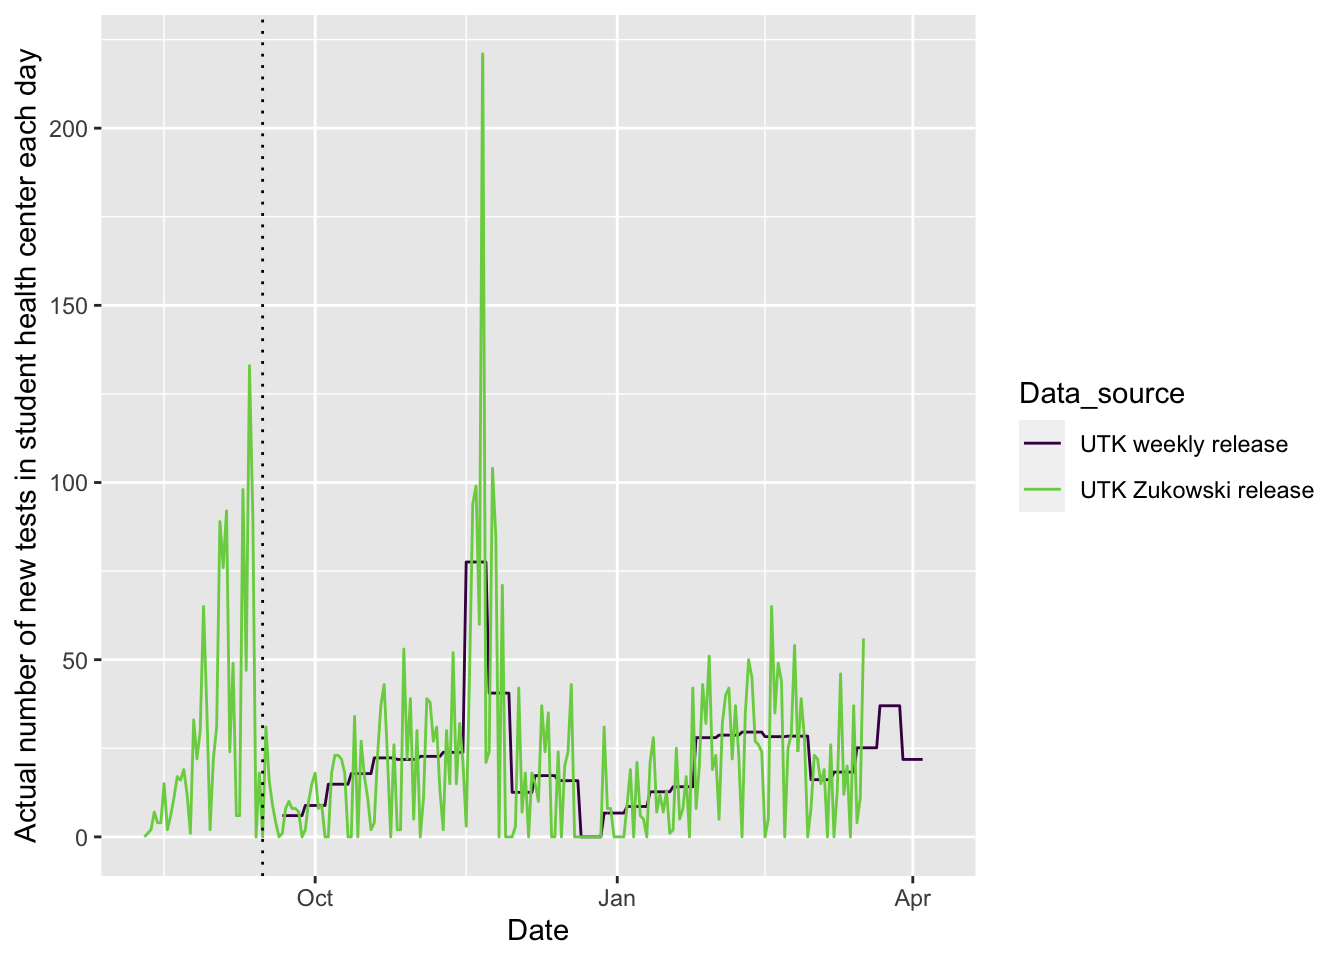 Actual number of new tests in student health center each day
200
150
100
50
0
Oct
Jan
Apr
Date
Data_source
UTK weekly release
UTK Zukowski release